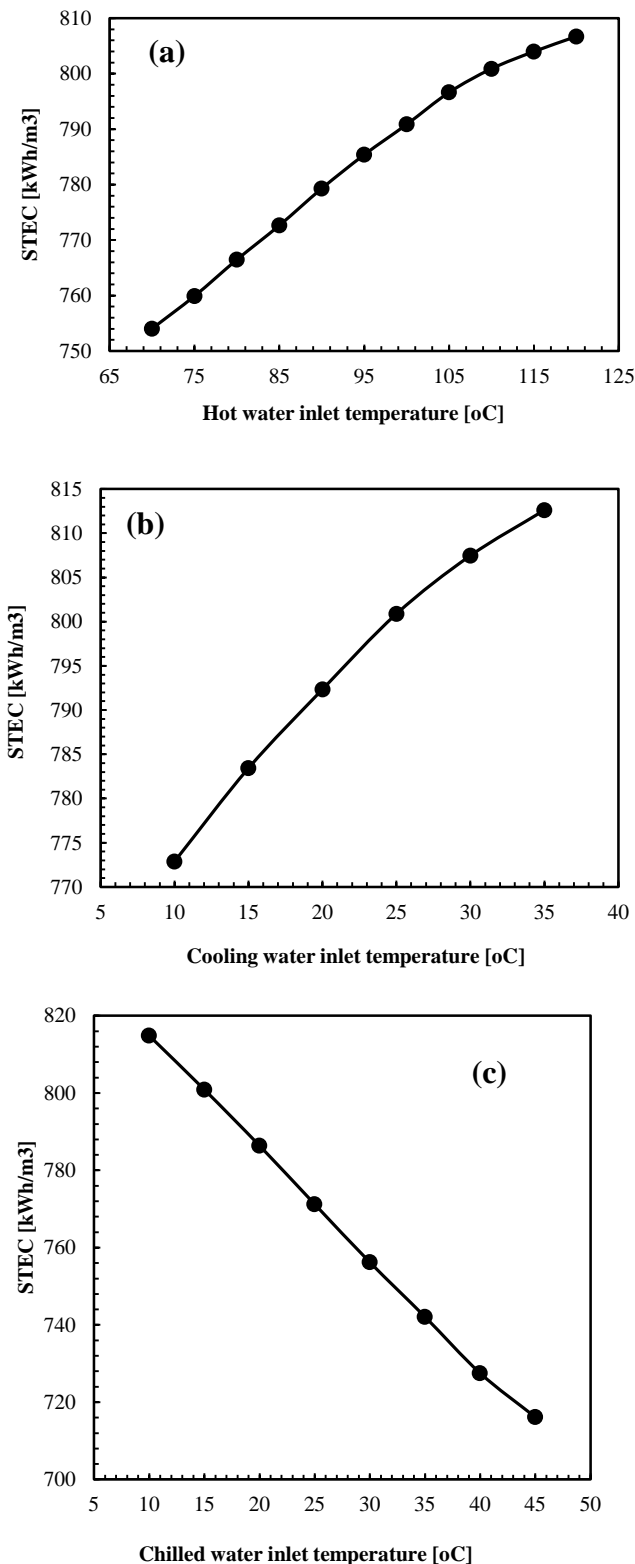 (a)
STEC [kWh/m3]
810
800
790
780
770
760
750
65 75 85 95 105 115 125
Hot water inlet temperature [oC]
(b)
STEC [kWh/m3]
815
810
805
800
795
790
785
780
775
770
5 10 15 20 25 30 35 40
Cooling water inlet temperature [oC]
(c)
STEC [kWh/m3]
820
800
780
760
740
720
700
5 10 15 20 25 30 35 40 45 50
Chilled water inlet temperature [oC]